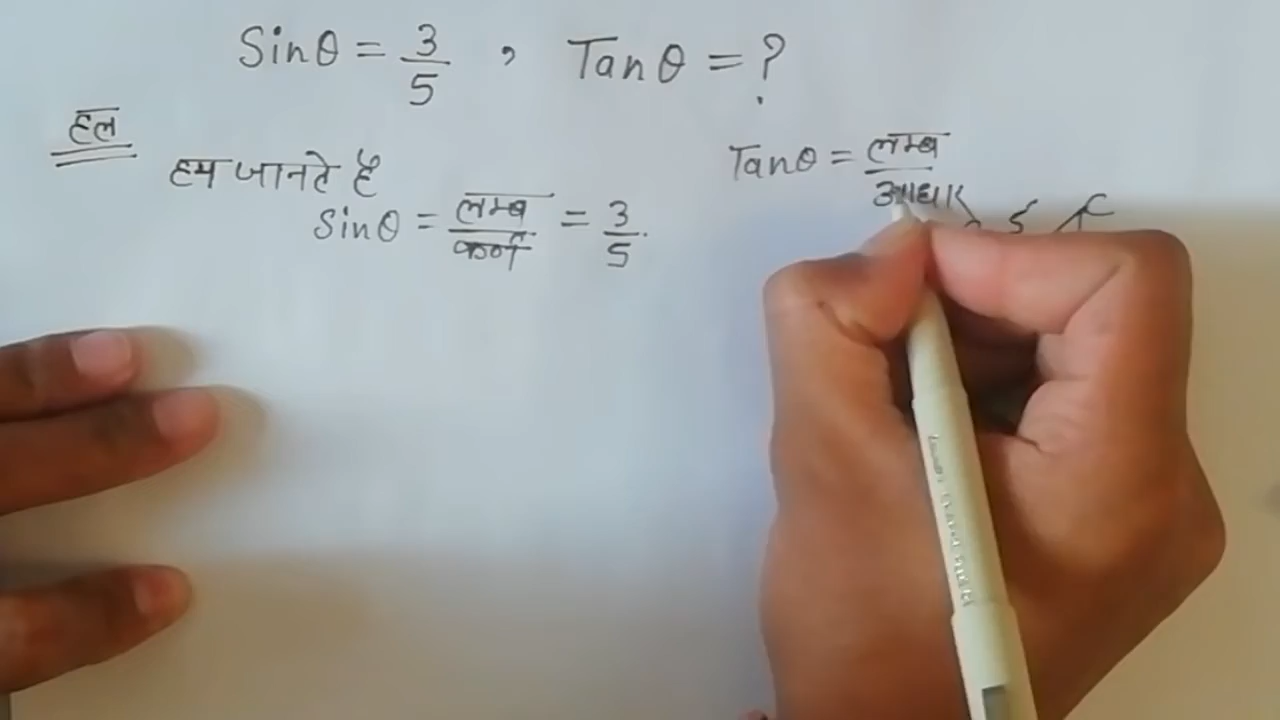 Sinθ = 3/5 , Tanθ = ?
हल
हम जानते है
Sinθ = लम्ब/कर्ण = 3/5
Tanθ = लम्ब/आधार